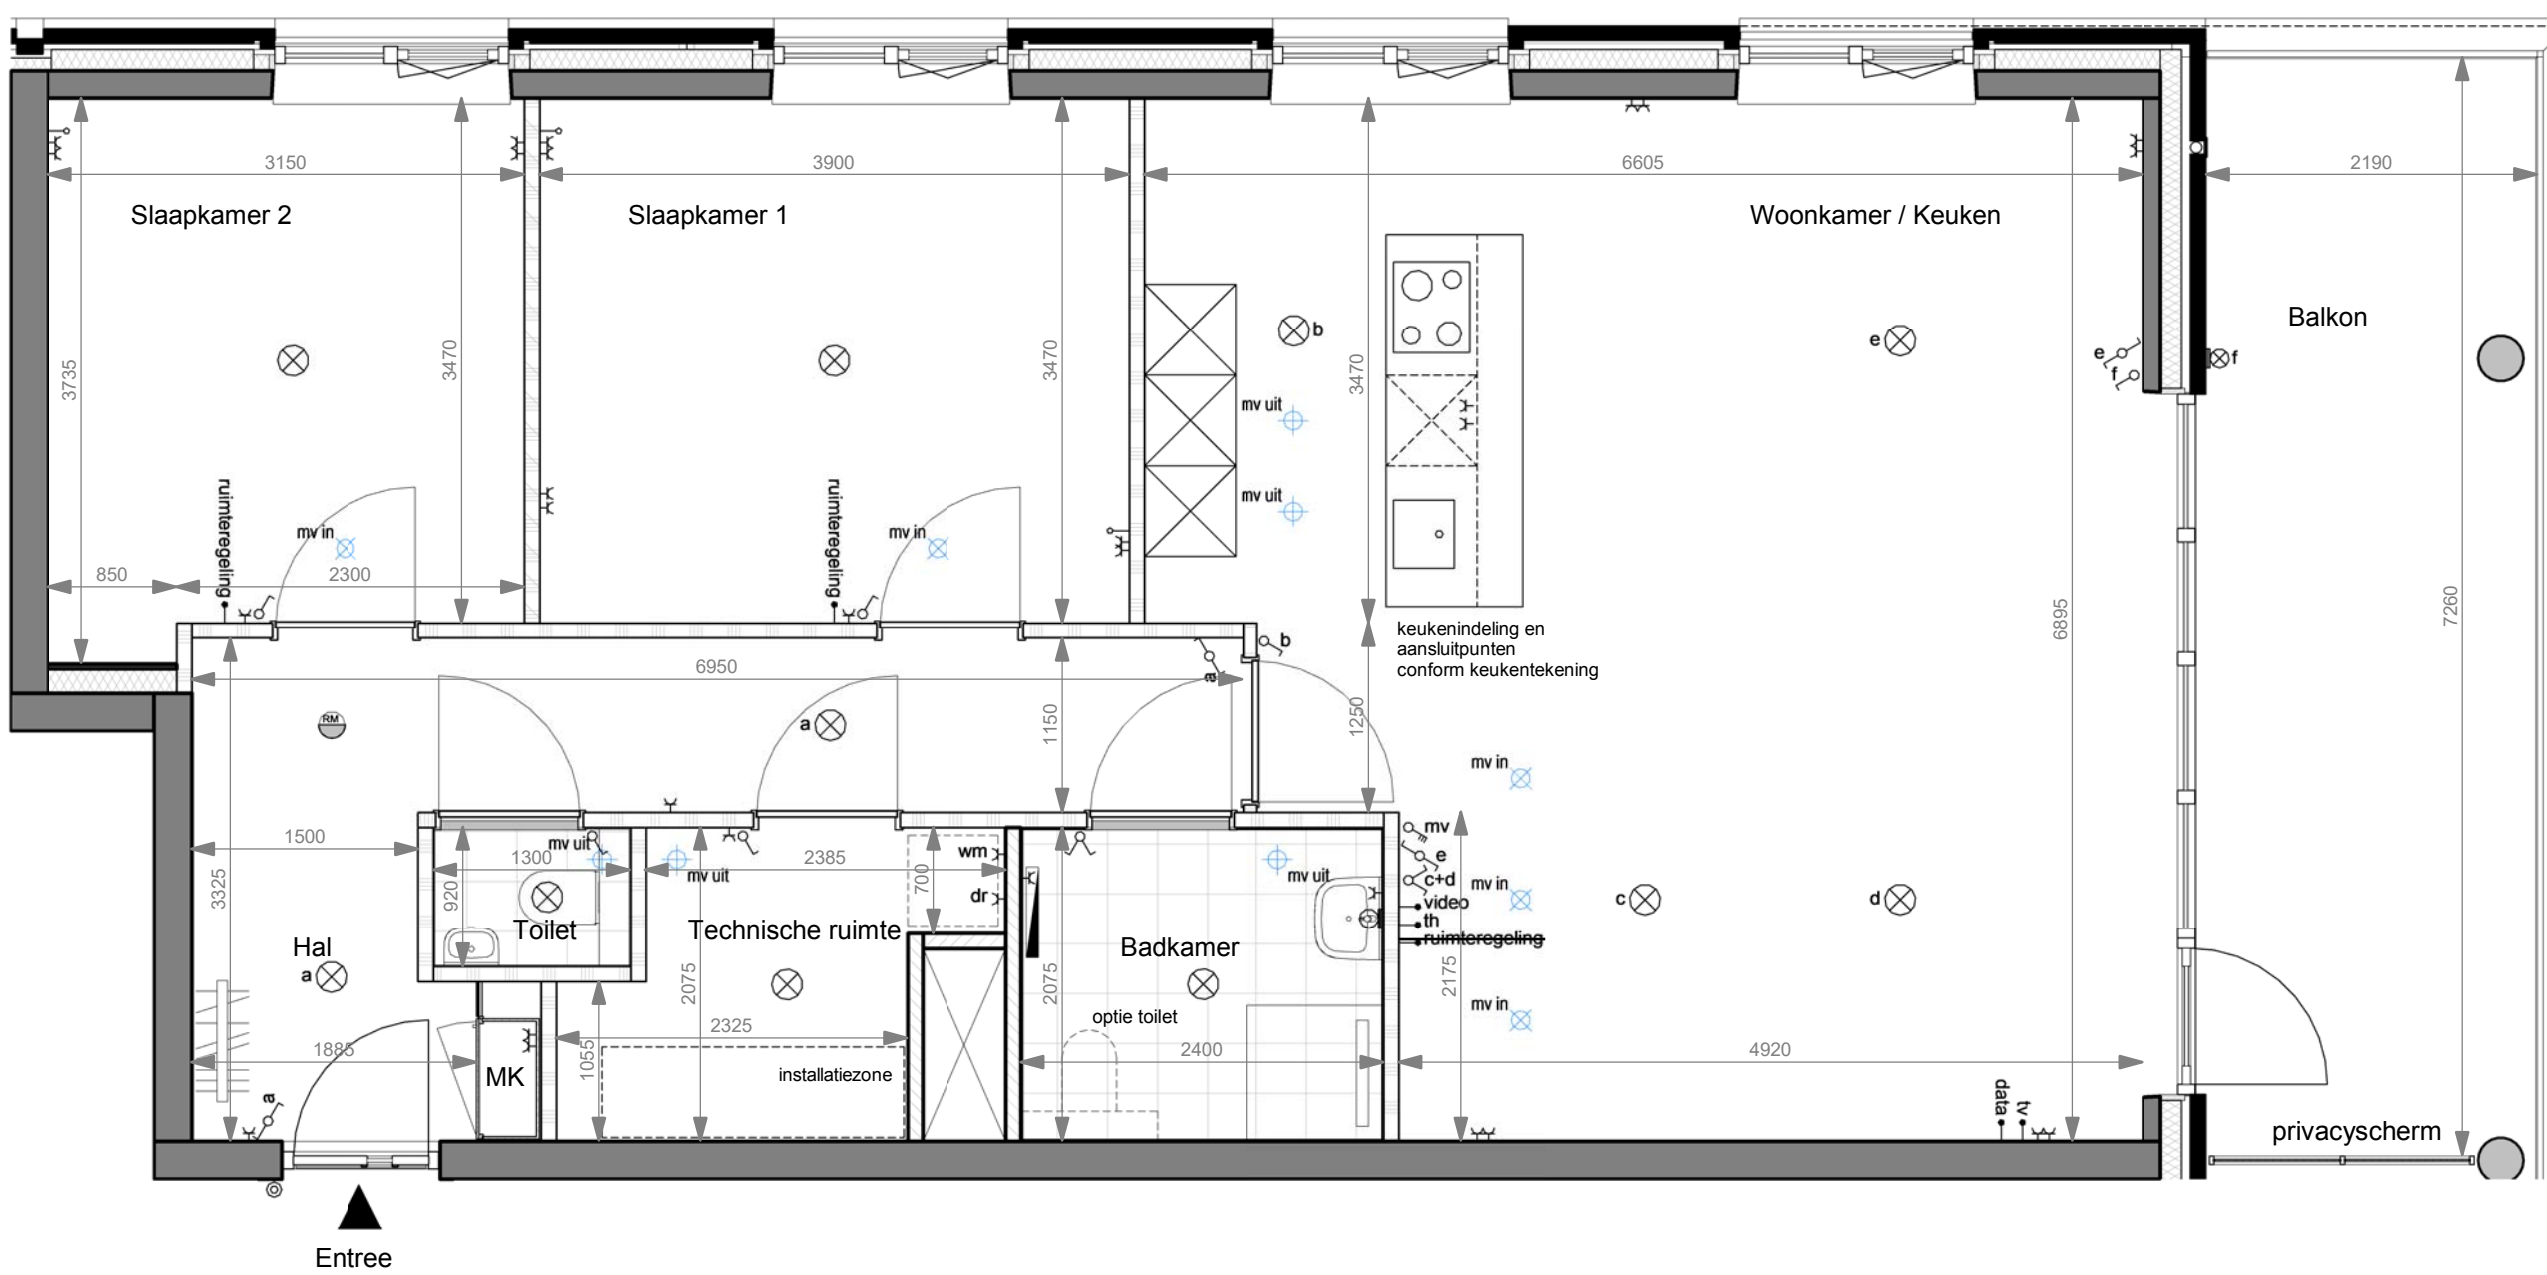 3150
3900
6605
2190
Slaapkamer 2
Slaapkamer 1
Woonkamer / Keuken
Balkon
b
e
e
f
f
3735
3470
3470
3470
mv uit
mv uit
ruimteregeling
mv in
ruimteregeling
mv in
850
2300
6895
7260
keukenindeling en
aansluitpunten
conform keukentekening
b
a
6950
RM
a
1150
1250
mv in
1500
3325
mv uit
1300
920
Toilet
mv uit
2385
700
wm
dr
mv uit
mv
e
c+d
video
th
ruimteregeling
mv in
c
d
Hal
a
Technische ruimte
2075
Badkamer
2075
2175
mv in
optie toilet
2325
1055
installatiezone
1885
MK
2400
4920
a
data
tv
privacyscherm
Entree